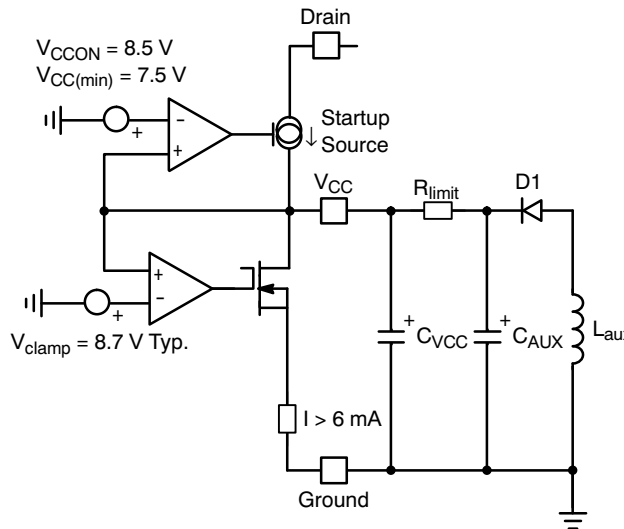 Drain
V_CCON = 8.5 V
V_CC(min) = 7.5 V
−
+
+
Startup
Source
V_CC
R_limit
D1
+
−
+
V_clamp = 8.7 V Typ.
+
C_VCC
+
C_AUX
L_aux
I > 6 mA
Ground